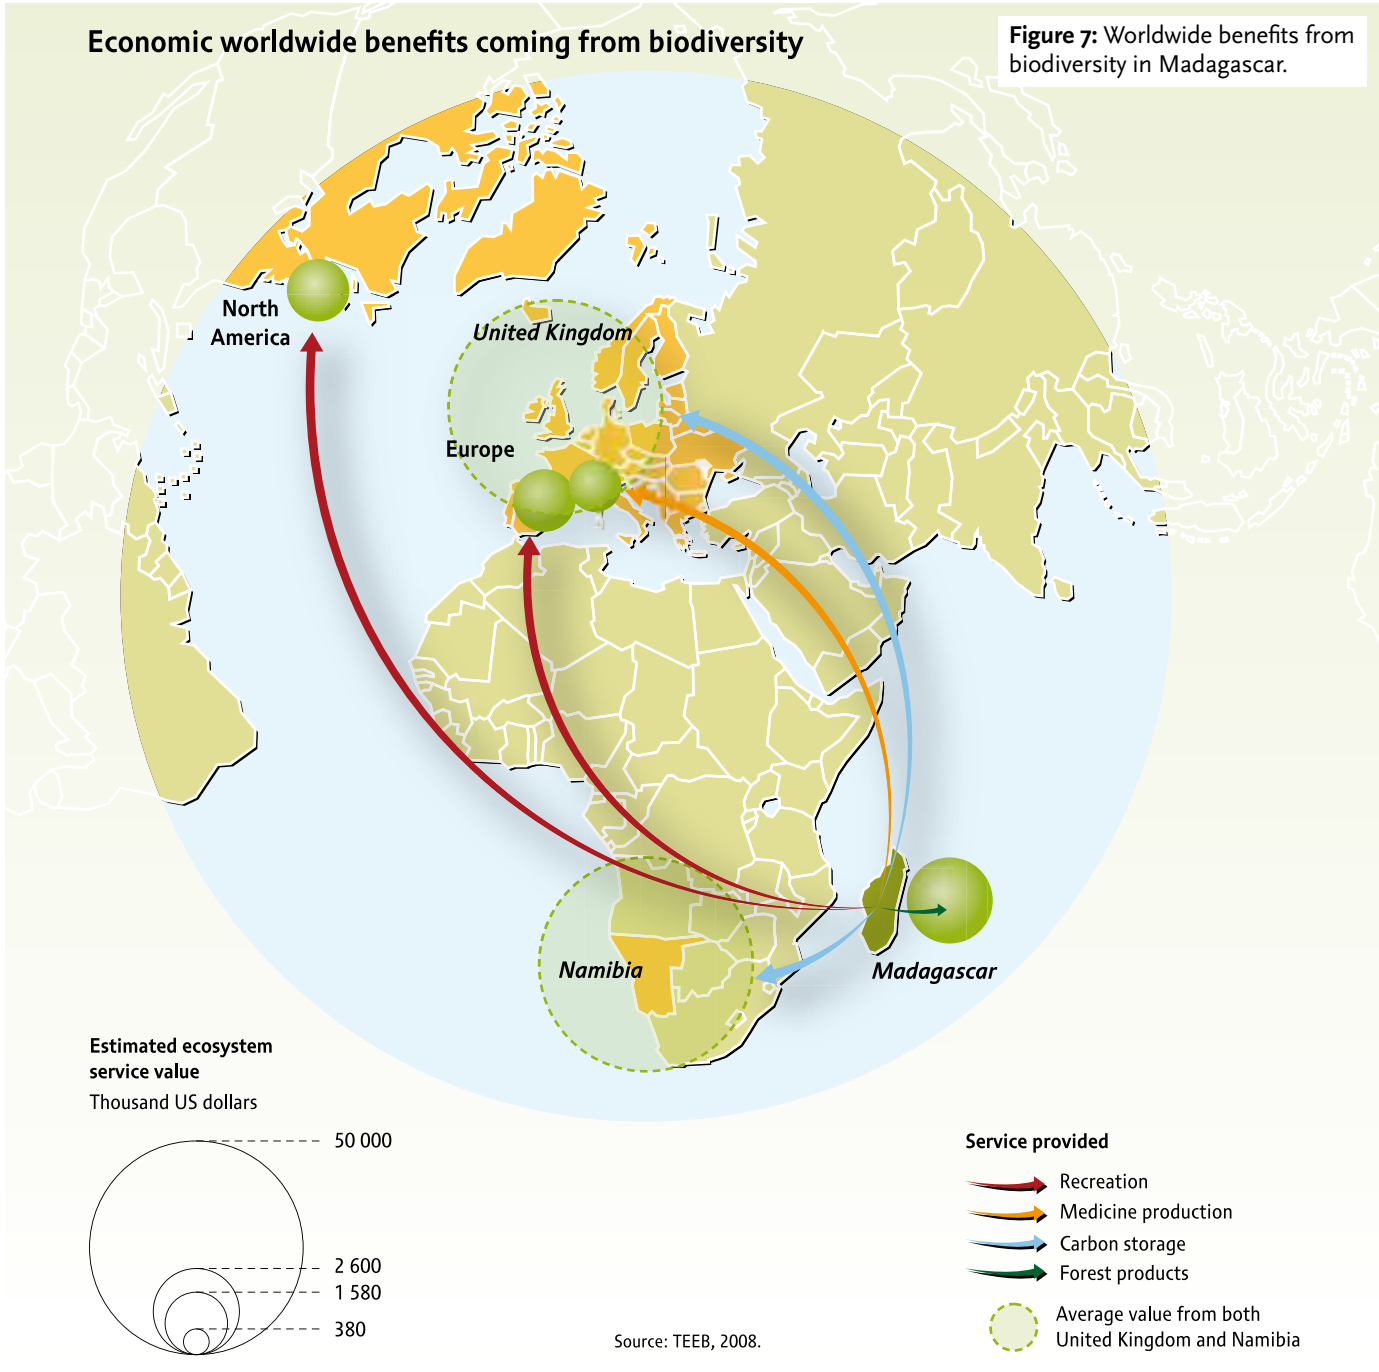 Economic worldwide benefits coming from biodiversity
Figure 7: Worldwide benefits from
biodiversity in Madagascar.
North
America
United Kingdom
Europe
Namibia
Madagascar
Estimated ecosystem
service value
Thousand US dollars
50 000
2 600
1 580
380
Service provided
Recreation
Medicine production
Carbon storage
Forest products
Average value from both
United Kingdom and Namibia
Source: TEEB, 2008.